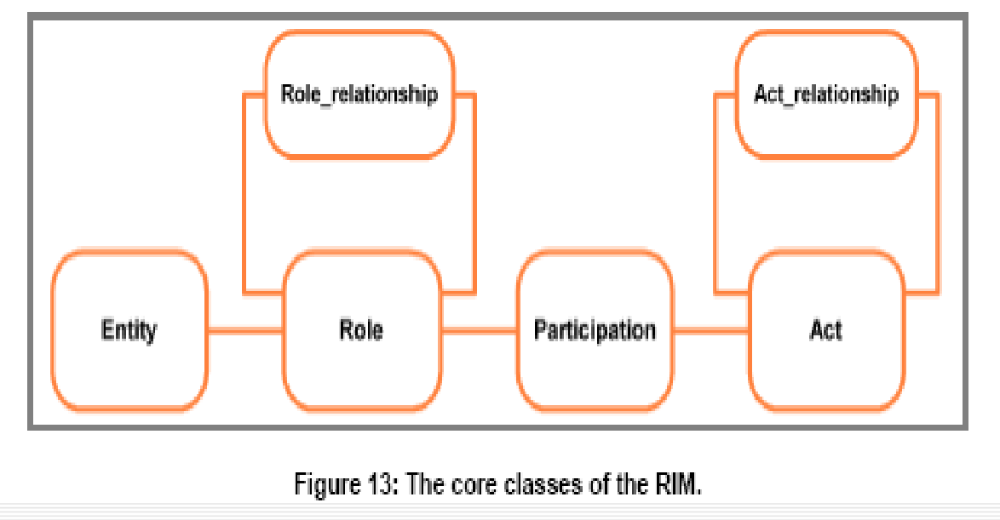 Role_relationship
Act_relationship
Entity
Role
Participation
Act
Figure 13: The core classes of the RIM.